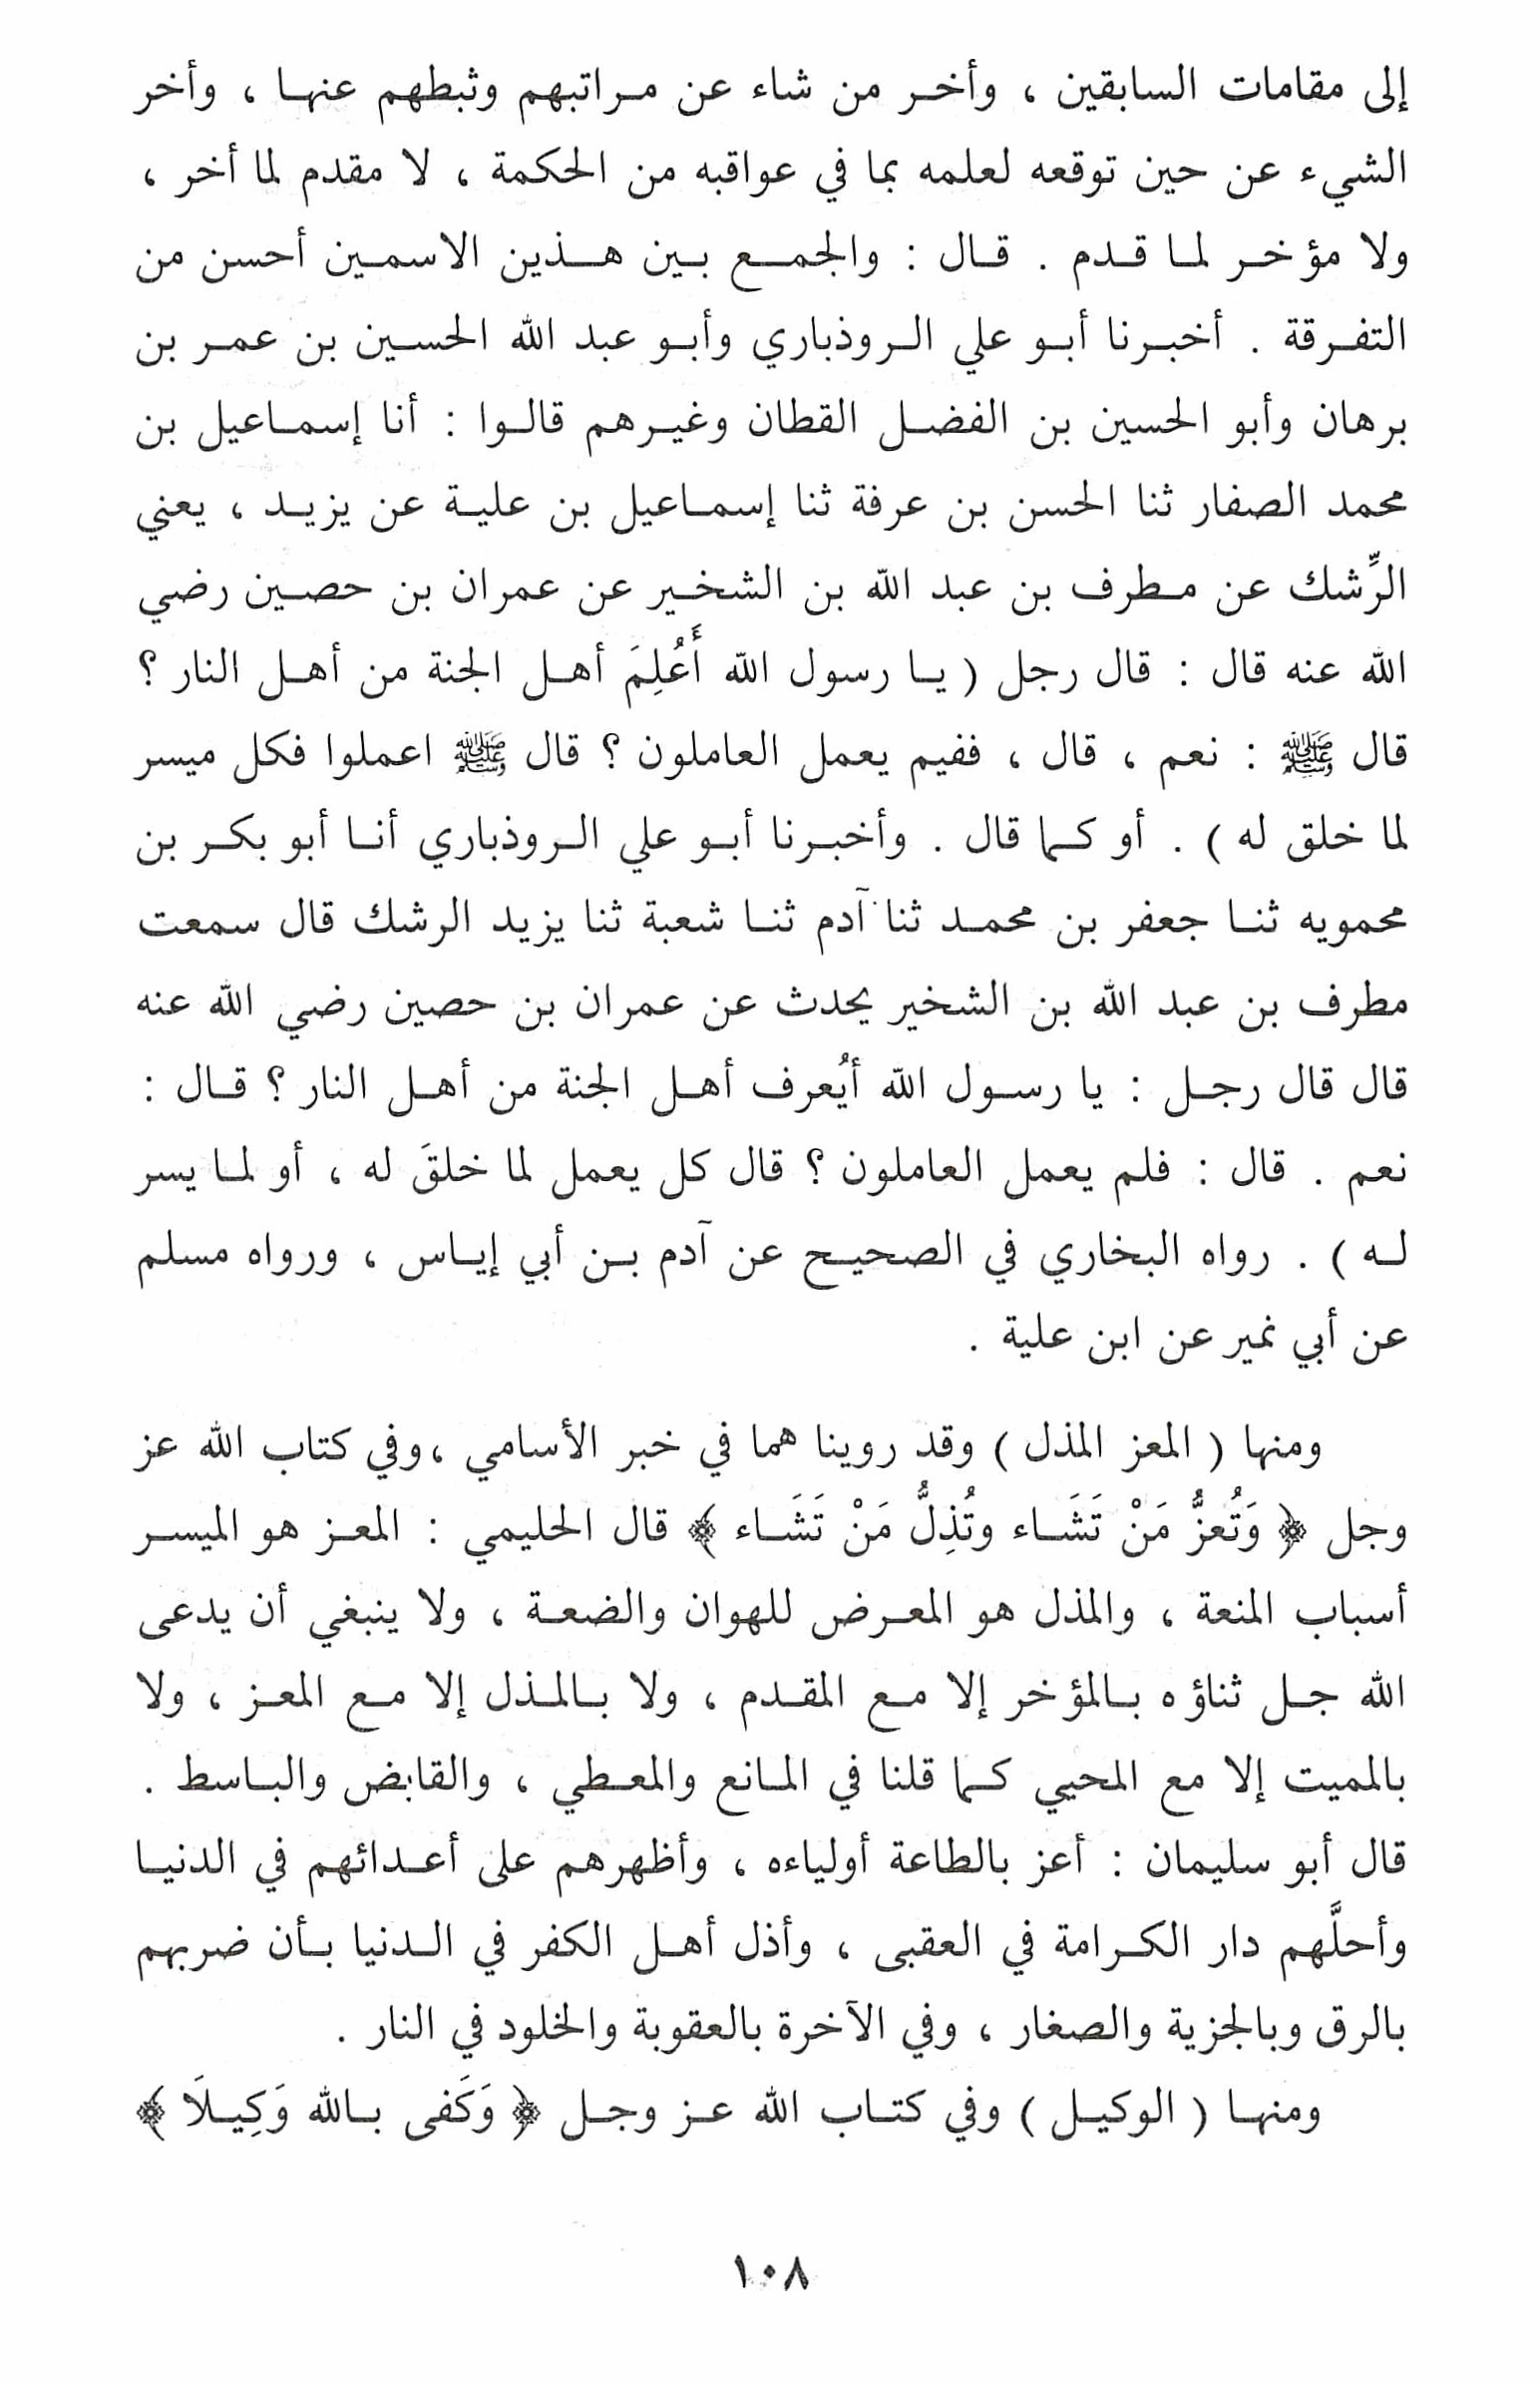 إلى مقامات السابقين ، وأخر من شاء عن مراتبهم وثبطهم عنها ، وأخر
الشيء عن حين توقعه لعلمه بما في عواقبه من الحكمة ، لا مقدم لما أخر ،
ولا مؤخر لما قدم . قال : والجمع بين هذين الاسمين أحسن من
التفرقة . أخبرنا أبو علي الروذباري وأبو عبد الله الحسين بن عمر بن
برهان وأبو الحسين بن الفضل القطان وغيرهم قالوا : أنا إسماعيل بن
محمد الصفار ثنا الحسن بن عرفة ثنا إسماعيل بن علية عن يزيد ، يعني
الرِّشك عن مطرف بن عبد الله بن الشخير عن عمران بن حصين رضي
الله عنه قال : قال رجل ( يا رسول الله أَعُلِمَ أهل الجنة من أهل النار ؟
قال ﷺ : نعم ، قال ، ففيم يعمل العاملون ؟ قال ﷺ اعملوا فكل ميسر
لما خلق له ) . أو كما قال . وأخبرنا أبو علي الروذباري أنا أبو بكر بن
محمويه ثنا جعفر بن محمد ثنا آدم ثنا شعبة ثنا يزيد الرشك قال سمعت
مطرف بن عبد الله بن الشخير يحدث عن عمران بن حصين رضي الله عنه
قال قال رجل : يا رسول الله أيُعرف أهل الجنة من أهل النار ؟ قال :
نعم . قال : فلم يعمل العاملون ؟ قال كل يعمل لما خلقَ له ، أو لما يسر
له ) . رواه البخاري في الصحيح عن آدم بن أبي إياس ، ورواه مسلم
عن أبي نمير عن ابن علية .
ومنها ( المعز المذل ) وقد روينا هما في خبر الأسامي ، وفي كتاب الله عز
وجل ﴿ وَتُعزُّ مَنْ تَشَاء وتُذِلُّ مَنْ تَشَاء ﴾ قال الحليمي : المعز هو الميسر
أسباب المنعة ، والمذل هو المعرض للهوان والضعة ، ولا ينبغي أن يدعى
الله جل ثناؤه بالمؤخر إلا مع المقدم ، ولا بالمذل إلا مع المعز ، ولا
بالمميت إلا مع المحيي كما قلنا في المانع والمعطي ، والقابض والباسط .
قال أبو سليمان : أعز بالطاعة أولياءه ، وأظهرهم على أعدائهم في الدنيا
وأحلَّهم دار الكرامة في العقبى ، وأذل أهل الكفر في الدنيا بأن ضربهم
بالرق وبالجزية والصغار ، وفي الآخرة بالعقوبة والخلود في النار .
ومنها ( الوكيل ) وفي كتاب الله عز وجل ﴿ وَكَفى بالله وَكِيلَا ﴾
١٠٨